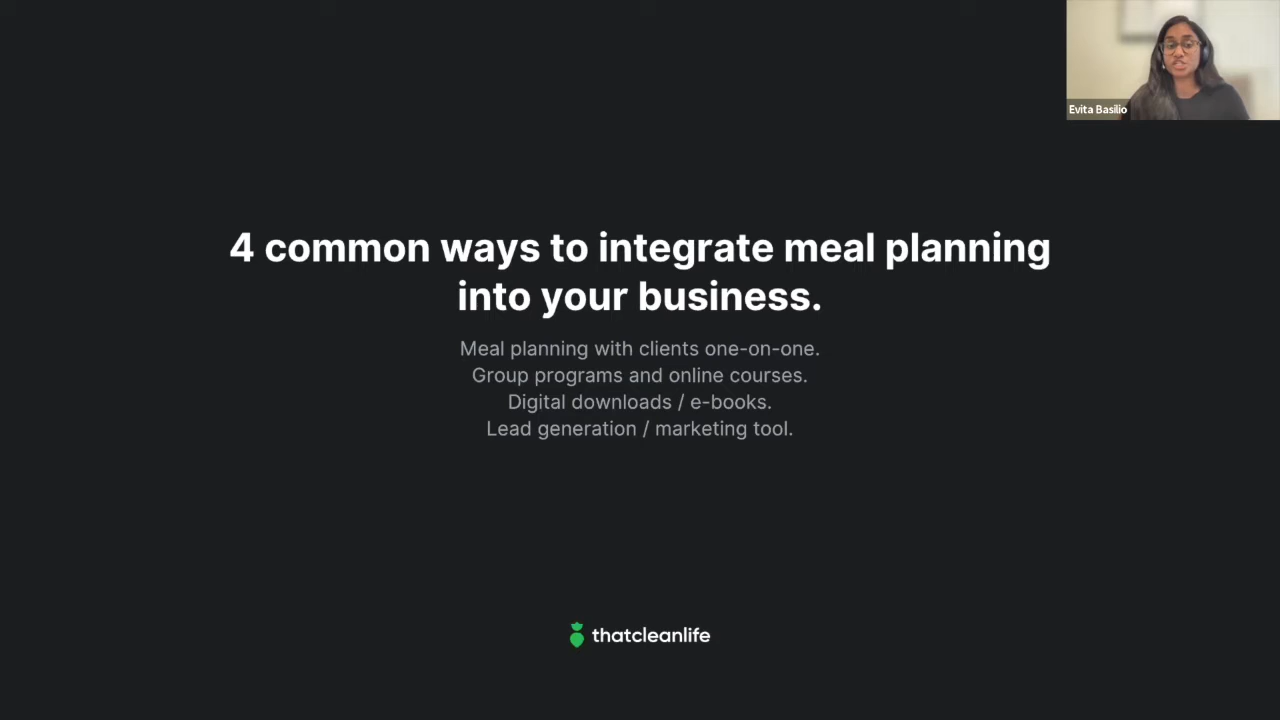 Evita Basilio
4 common ways to integrate meal planning
into your business.
Meal planning with clients one-on-one.
Group programs and online courses.
Digital downloads / e-books.
Lead generation / marketing tool.
thatcleanlife